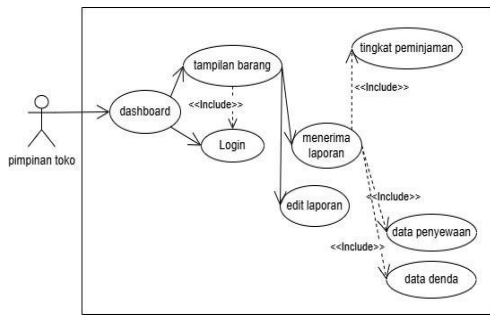 tingkat peminjaman
tampilan barang
<<Include>>
<<Include>>
dashboard
menerima
laporan
Login
pimpinan toko
<<Include>>
edit laporan
data penyewaan
<<Include>>
data denda